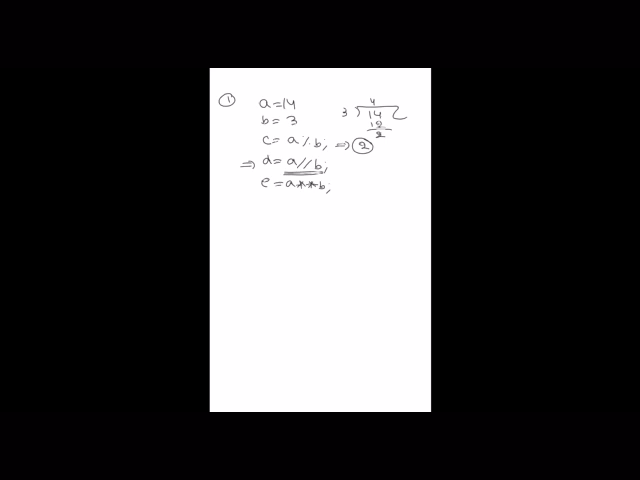 ①
a=14
b=3
c=a%b; ⇒ ②
⇒ d=a//b;
e=a**b;
4
3 ) 14 (
12
2